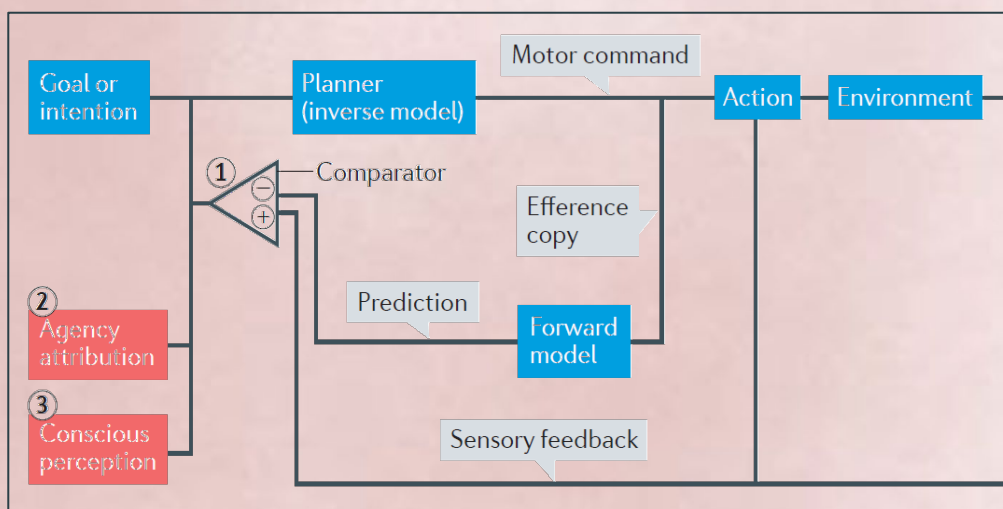 Motor command
Goal or
intention
Planner
(inverse model)
Action
Environment
1
Comparator
−
+
Efference
copy
2
Agency
attribution
Prediction
Forward
model
3
Conscious
perception
Sensory feedback